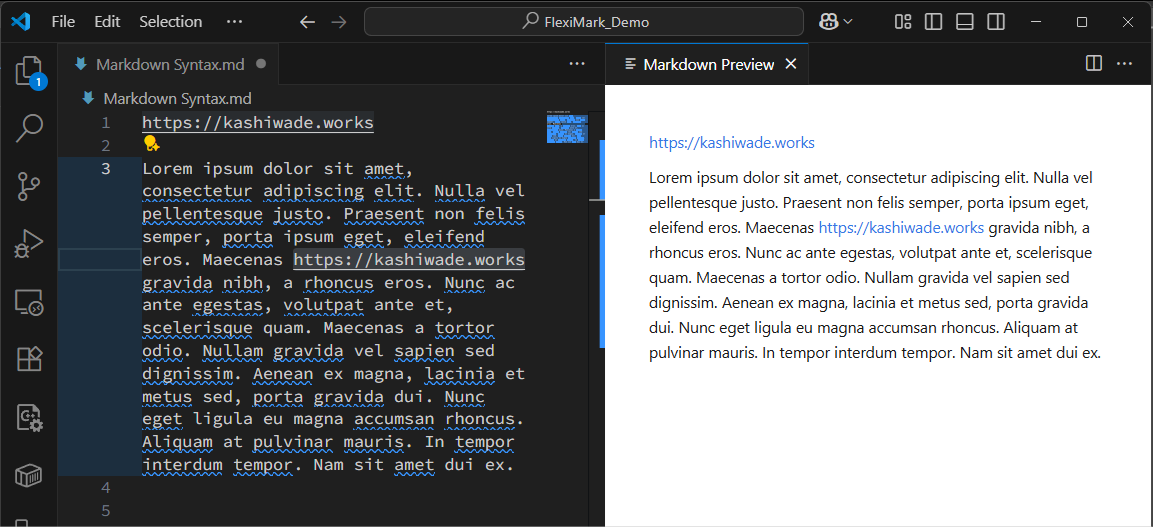 File Edit Selection ··· FlexiMark_Demo
Markdown Syntax.md ···
Markdown Syntax.md
1 https://kashiwade.works
2
3 Lorem ipsum dolor sit amet,
consectetur adipiscing elit. Nulla vel
pellentesque justo. Praesent non felis
semper, porta ipsum eget, eleifend
eros. Maecenas https://kashiwade.works
gravida nibh, a rhoncus eros. Nunc ac
ante egestas, volutpat ante et,
scelerisque quam. Maecenas a tortor
odio. Nullam gravida vel sapien sed
dignissim. Aenean ex magna, lacinia et
metus sed, porta gravida dui. Nunc
eget ligula eu magna accumsan rhoncus.
Aliquam at pulvinar mauris. In tempor
interdum tempor. Nam sit amet dui ex.
4
5
1
Markdown Preview ···
https://kashiwade.works
Lorem ipsum dolor sit amet, consectetur adipiscing elit. Nulla vel
pellentesque justo. Praesent non felis semper, porta ipsum eget,
eleifend eros. Maecenas https://kashiwade.works gravida nibh, a
rhoncus eros. Nunc ac ante egestas, volutpat ante et, scelerisque
quam. Maecenas a tortor odio. Nullam gravida vel sapien sed
dignissim. Aenean ex magna, lacinia et metus sed, porta gravida
dui. Nunc eget ligula eu magna accumsan rhoncus. Aliquam at
pulvinar mauris. In tempor interdum tempor. Nam sit amet dui ex.